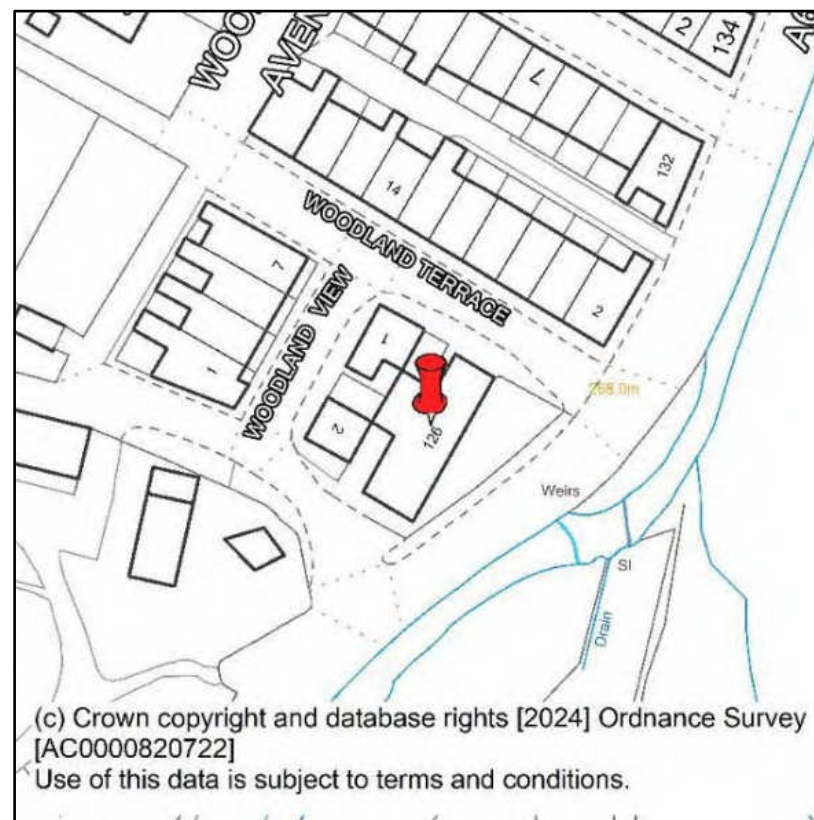 WOO
AVEN
2
134
A6
7
132
14
WOODLAND TERRACE
2
7
WOODLAND VIEW
1
1
2
126
268.0m
Weirs
Sl
Drain
(c) Crown copyright and database rights [2024] Ordnance Survey
[AC0000820722]
Use of this data is subject to terms and conditions.